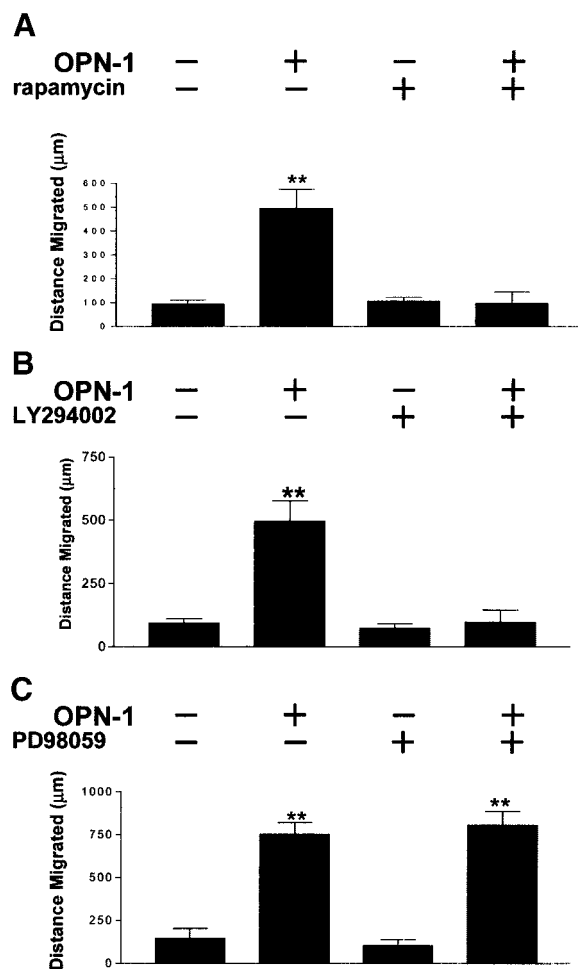 A
OPN-1 − + − +
rapamycin − − + +
Distance Migrated (μm)
600
500
400
300
200
100
0
**
B
OPN-1 − + − +
LY294002 − − + +
Distance Migrated (μm)
750
500
250
0
**
C
OPN-1 − + − +
PD98059 − − + +
Distance Migrated (μm)
1000
750
500
250
0
** **